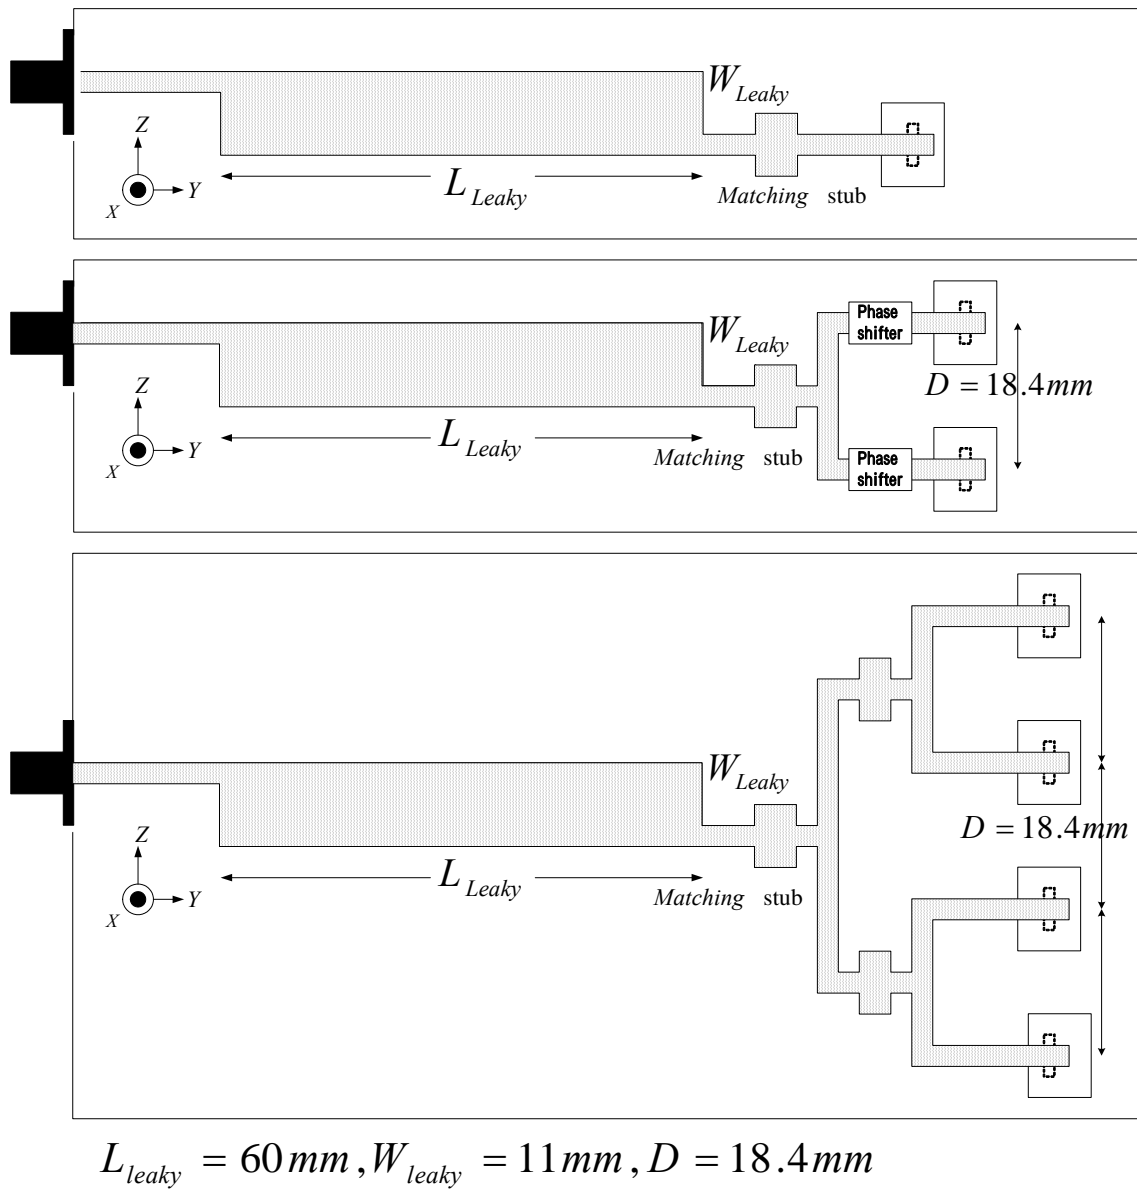 W_Leaky
Z
Y
X
L_Leaky
Matching stub
Phase
shifter
W_Leaky
Z
D = 18.4mm
Y
X
L_Leaky
Matching stub
Phase
shifter
W_Leaky
Z
D = 18.4mm
Y
X
L_Leaky
Matching stub
L_leaky = 60mm, W_leaky = 11mm, D = 18.4mm